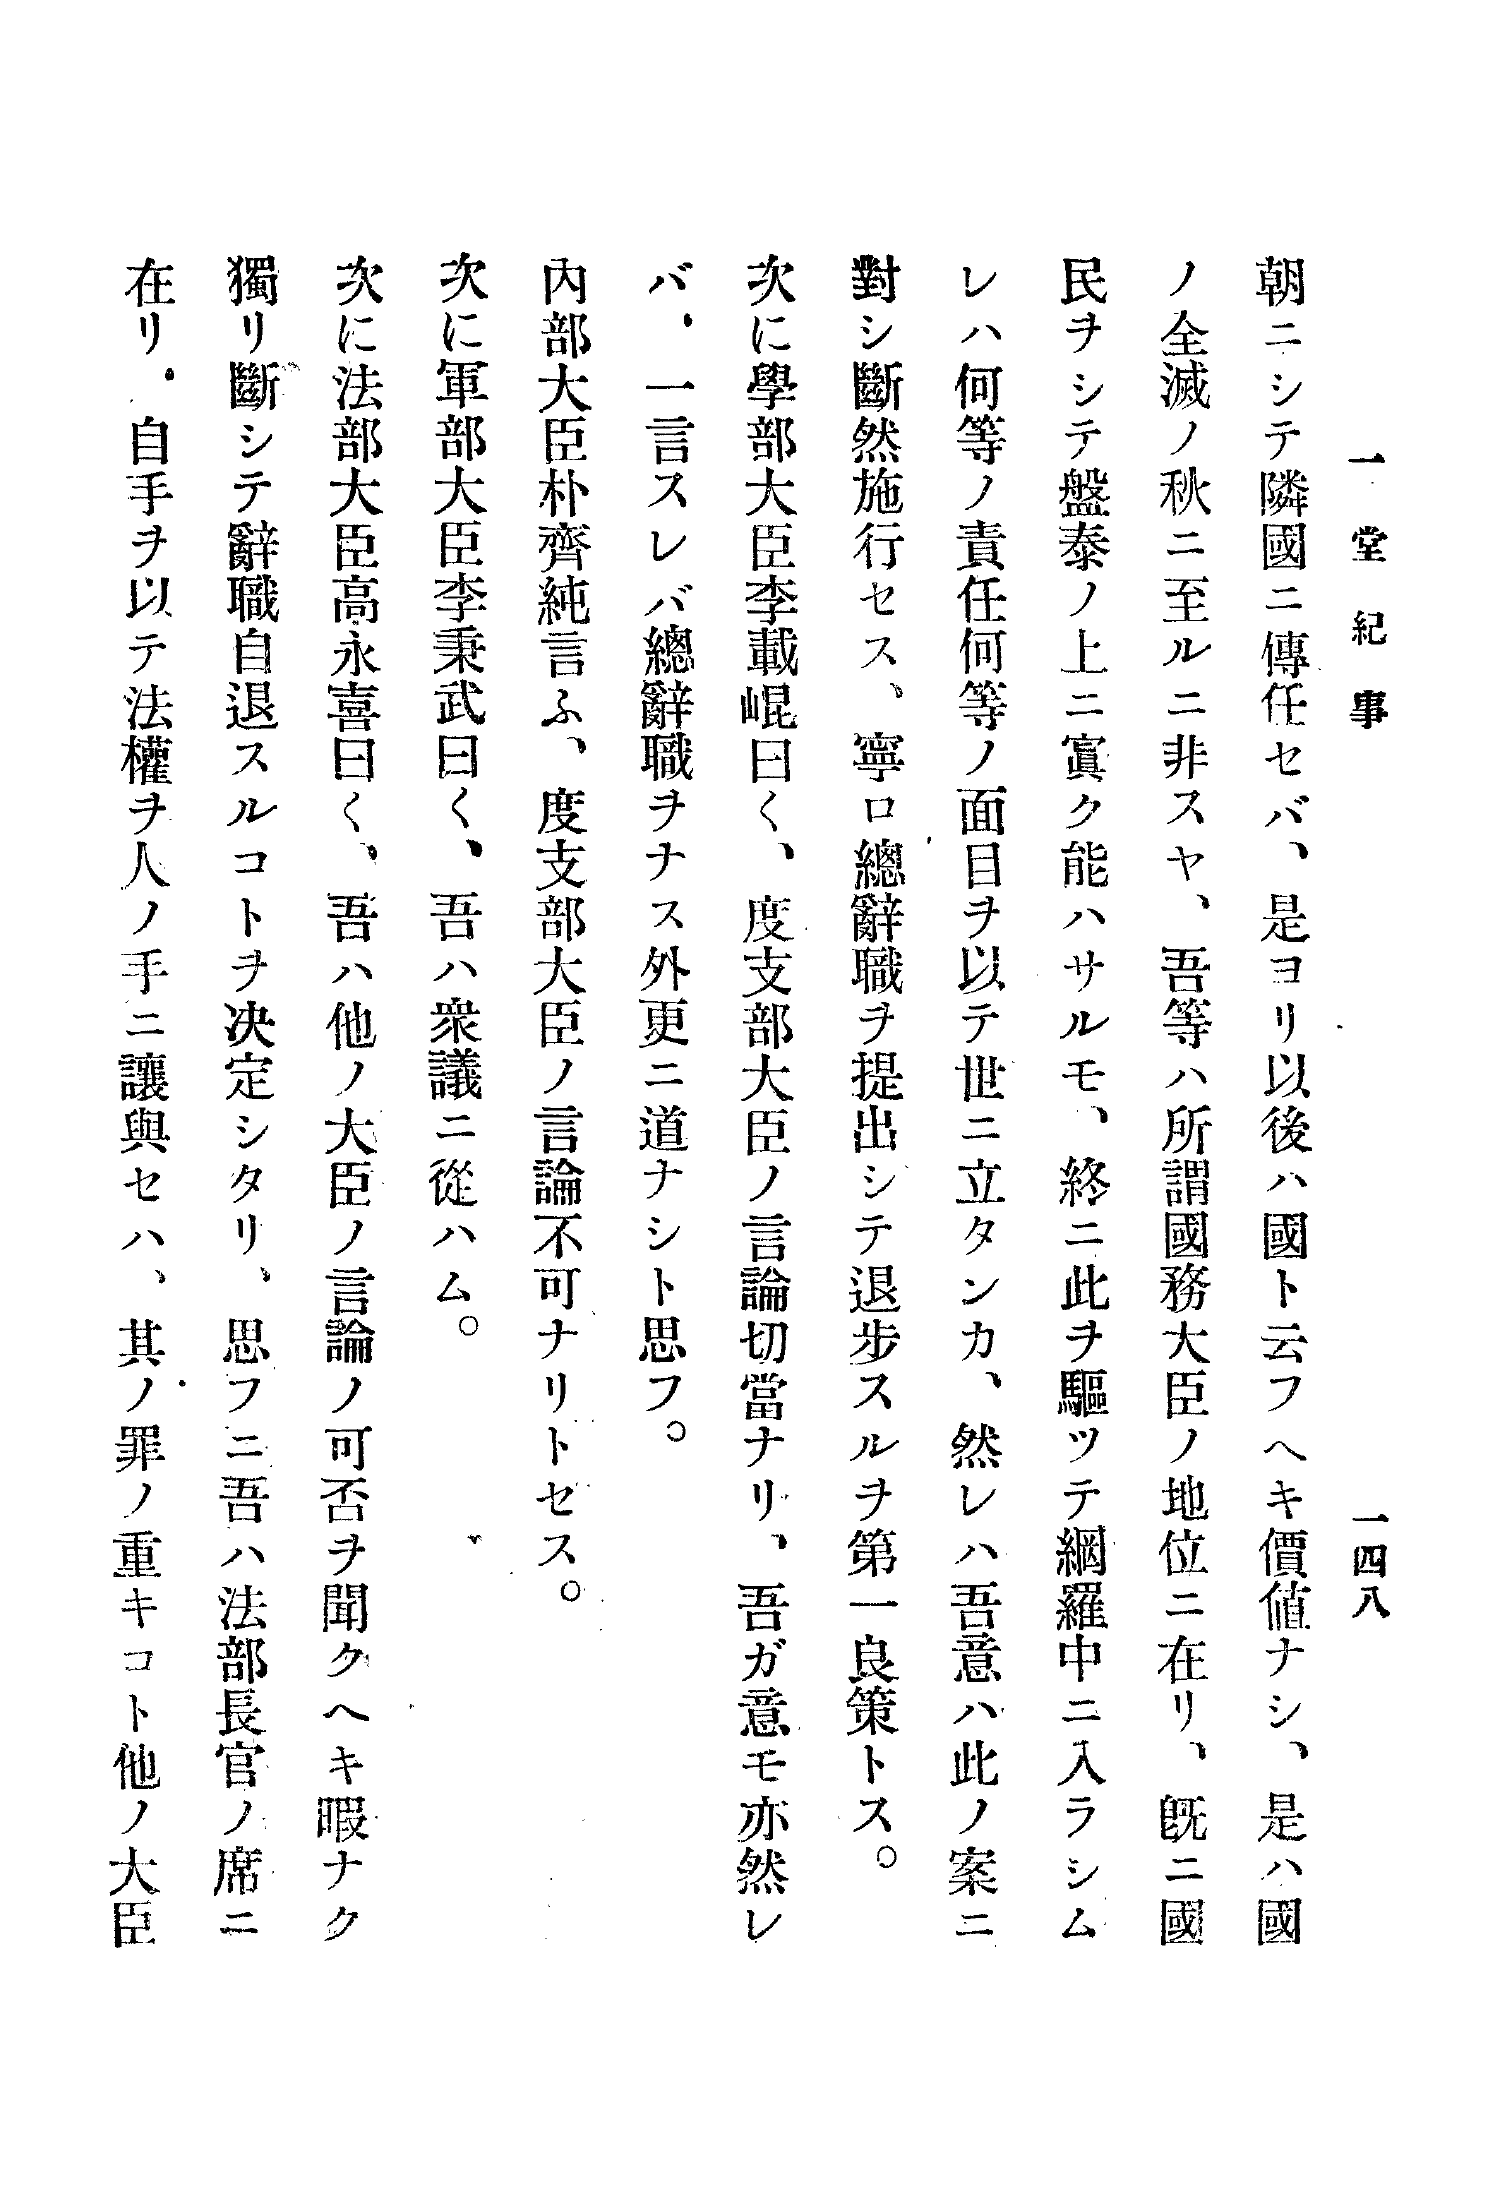 一堂紀事
一四八
朝ニシテ隣國ニ傳任セバ、是ヨリ以後ハ國ト云フヘキ價値ナシ、是ハ國
ノ全滅ノ秋ニ至ルニ非スヤ、吾等ハ所謂國務大臣ノ地位ニ在リ、既ニ國
民ヲシテ盤泰ノ上ニ寘ク能ハサルモ、終ニ此ヲ驅ツテ網羅中ニ入ラシム
レハ何等ノ責任何等ノ面目ヲ以テ世ニ立タンカ、然レハ吾意ハ此ノ案ニ
對シ斷然施行セス、寧ロ總辭職ヲ提出シテ退步スルヲ第一良策トス。
次に學部大臣李載崐曰く、度支部大臣ノ言論切當ナリ、吾ガ意モ亦然レ
バ、一言スレバ總辭職ヲナス外更ニ道ナシト思フ。
內部大臣朴齊純言ふ、度支部大臣ノ言論不可ナリトセス。
次に軍部大臣李秉武曰く、吾ハ衆議ニ從ハム。
次に法部大臣高永喜曰く、吾ハ他ノ大臣ノ言論ノ可否ヲ聞クヘキ暇ナク
獨リ斷シテ辭職自退スルコトヲ決定シタリ、思フニ吾ハ法部長官ノ席ニ
在リ、自手ヲ以テ法權ヲ人ノ手ニ讓與セハ、其ノ罪ノ重キコト他ノ大臣